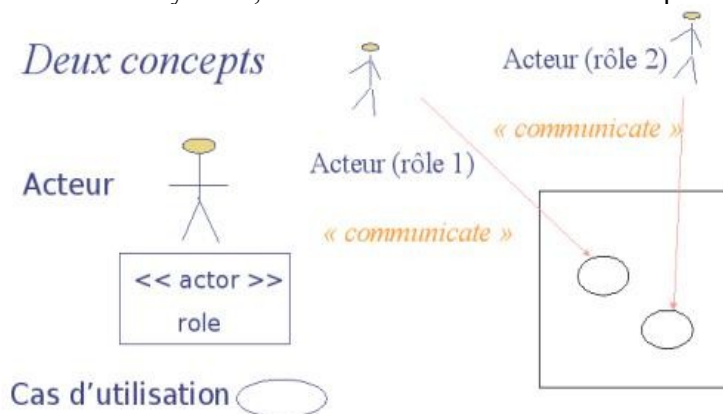 Deux concepts
Acteur (rôle 2)
« communicate »
Acteur (rôle 1)
Acteur
« communicate »
<< actor >>
role
Cas d'utilisation